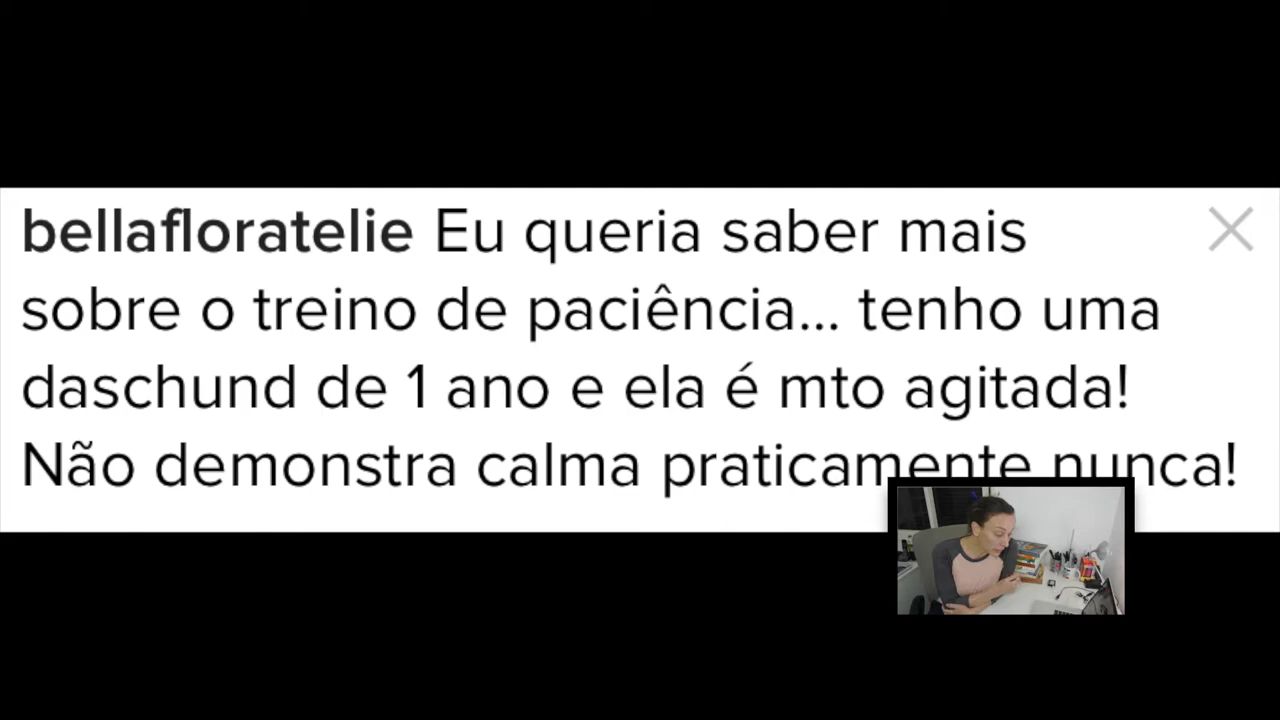 bellafloratelie Eu queria saber mais
sobre o treino de paciência... tenho uma
daschund de 1 ano e ela é mto agitada!
Não demonstra calma praticamente nunca!